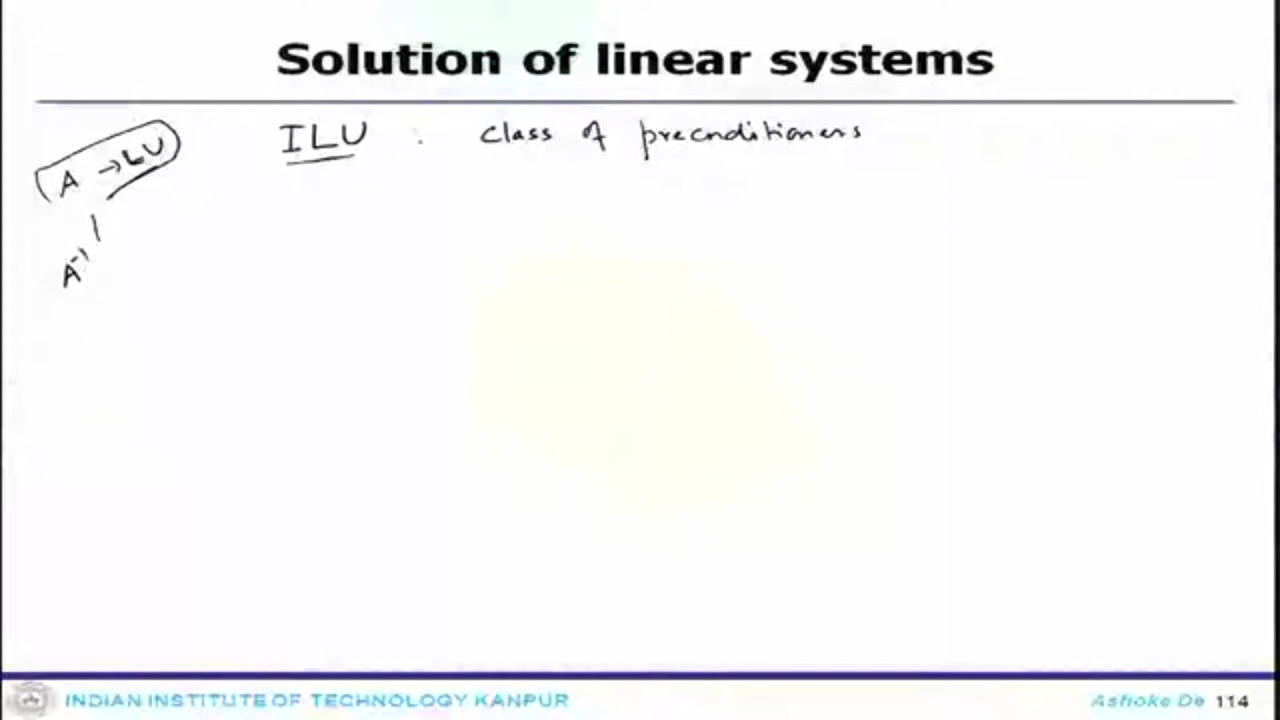 Solution of linear systems
ILU : class of preconditioners
A → LU
A⁻¹
INDIAN INSTITUTE OF TECHNOLOGY KANPUR
Ashoke De 114